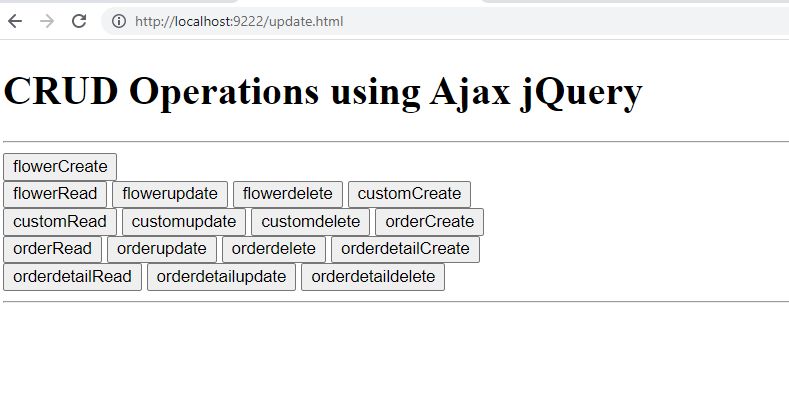 http://localhost:9222/update.html
CRUD Operations using Ajax jQuery
flowerCreate
flowerRead flowerupdate flowerdelete customCreate
customRead customupdate customdelete orderCreate
orderRead orderupdate orderdelete orderdetailCreate
orderdetailRead orderdetailupdate orderdetaildelete